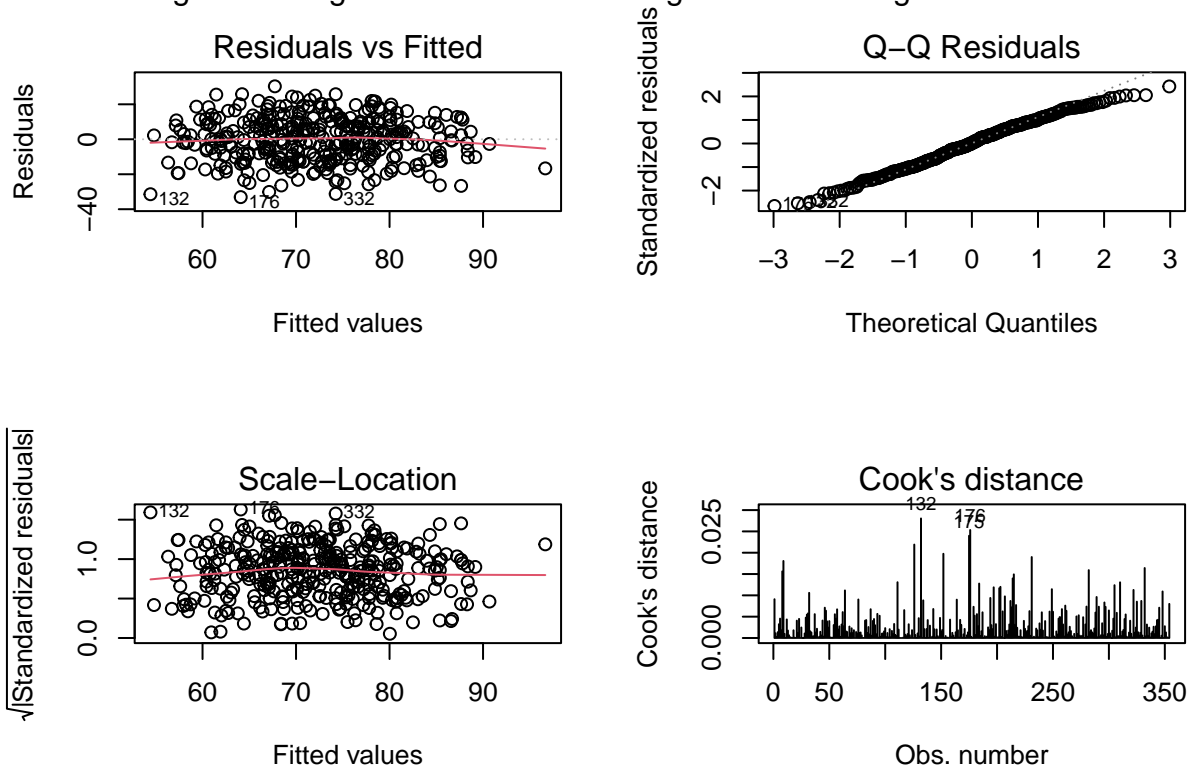 Residuals vs Fitted
Residuals
0
−40
132
176
332
60 70 80 90
Fitted values
Q−Q Residuals
Standardized residuals
2
0
−2
−3 −2 −1 0 1 2 3
Theoretical Quantiles
Scale−Location
√|Standardized residuals|
1.0
0.0
132
176
332
60 70 80 90
Fitted values
Cook's distance
Cook's distance
0.025
0.000
132
176
175
0 50 150 250 350
Obs. number